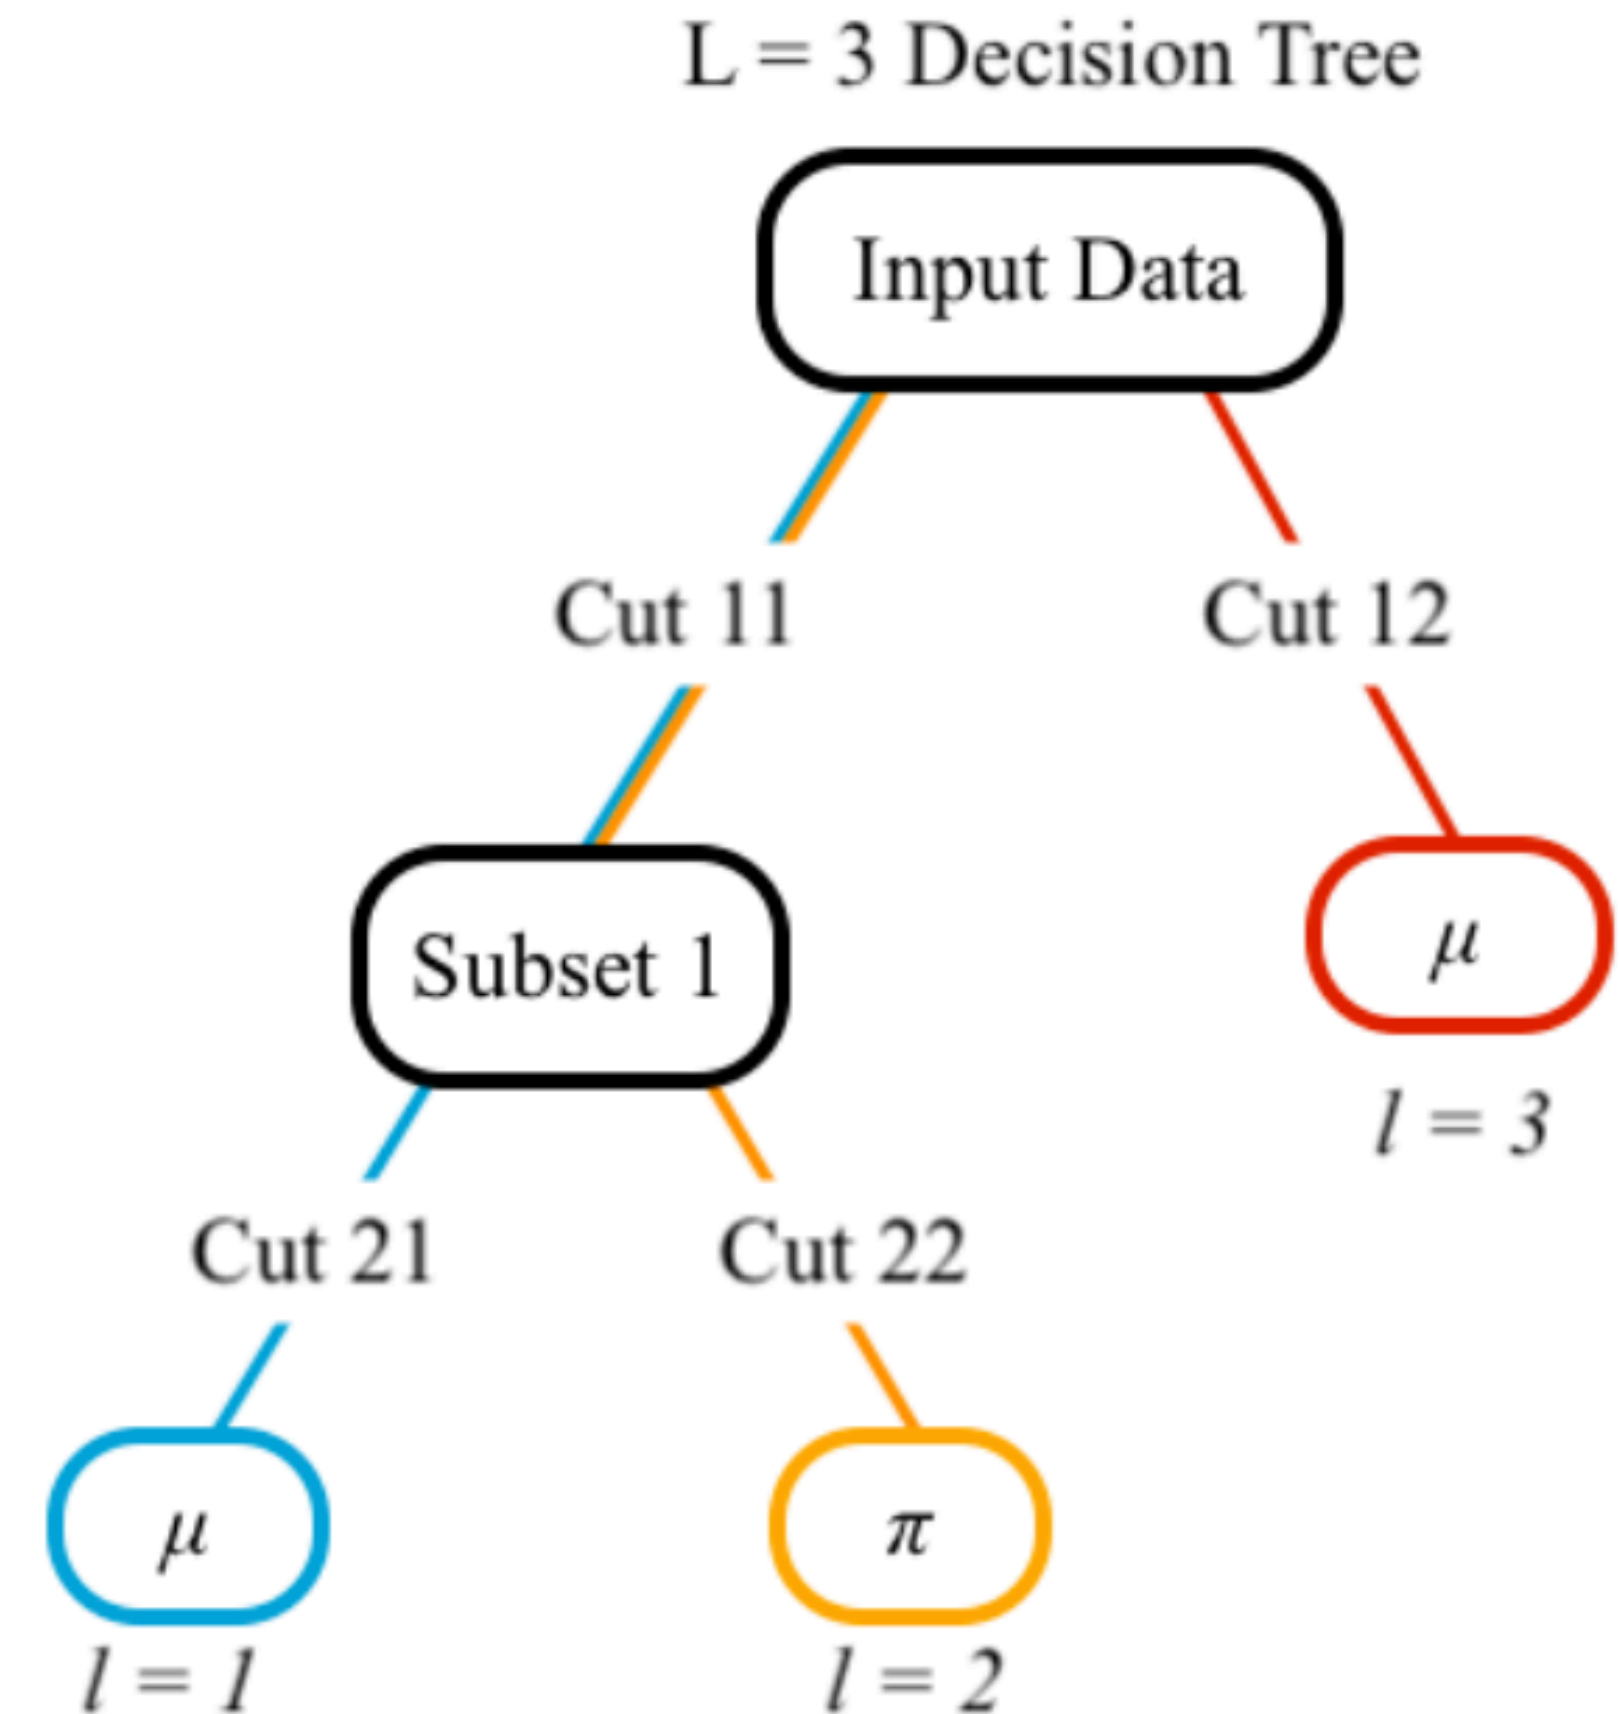 L = 3 Decision Tree
Input Data
Cut 11
Cut 12
Subset 1
μ
l = 3
Cut 21
Cut 22
μ
π
l = 1
l = 2